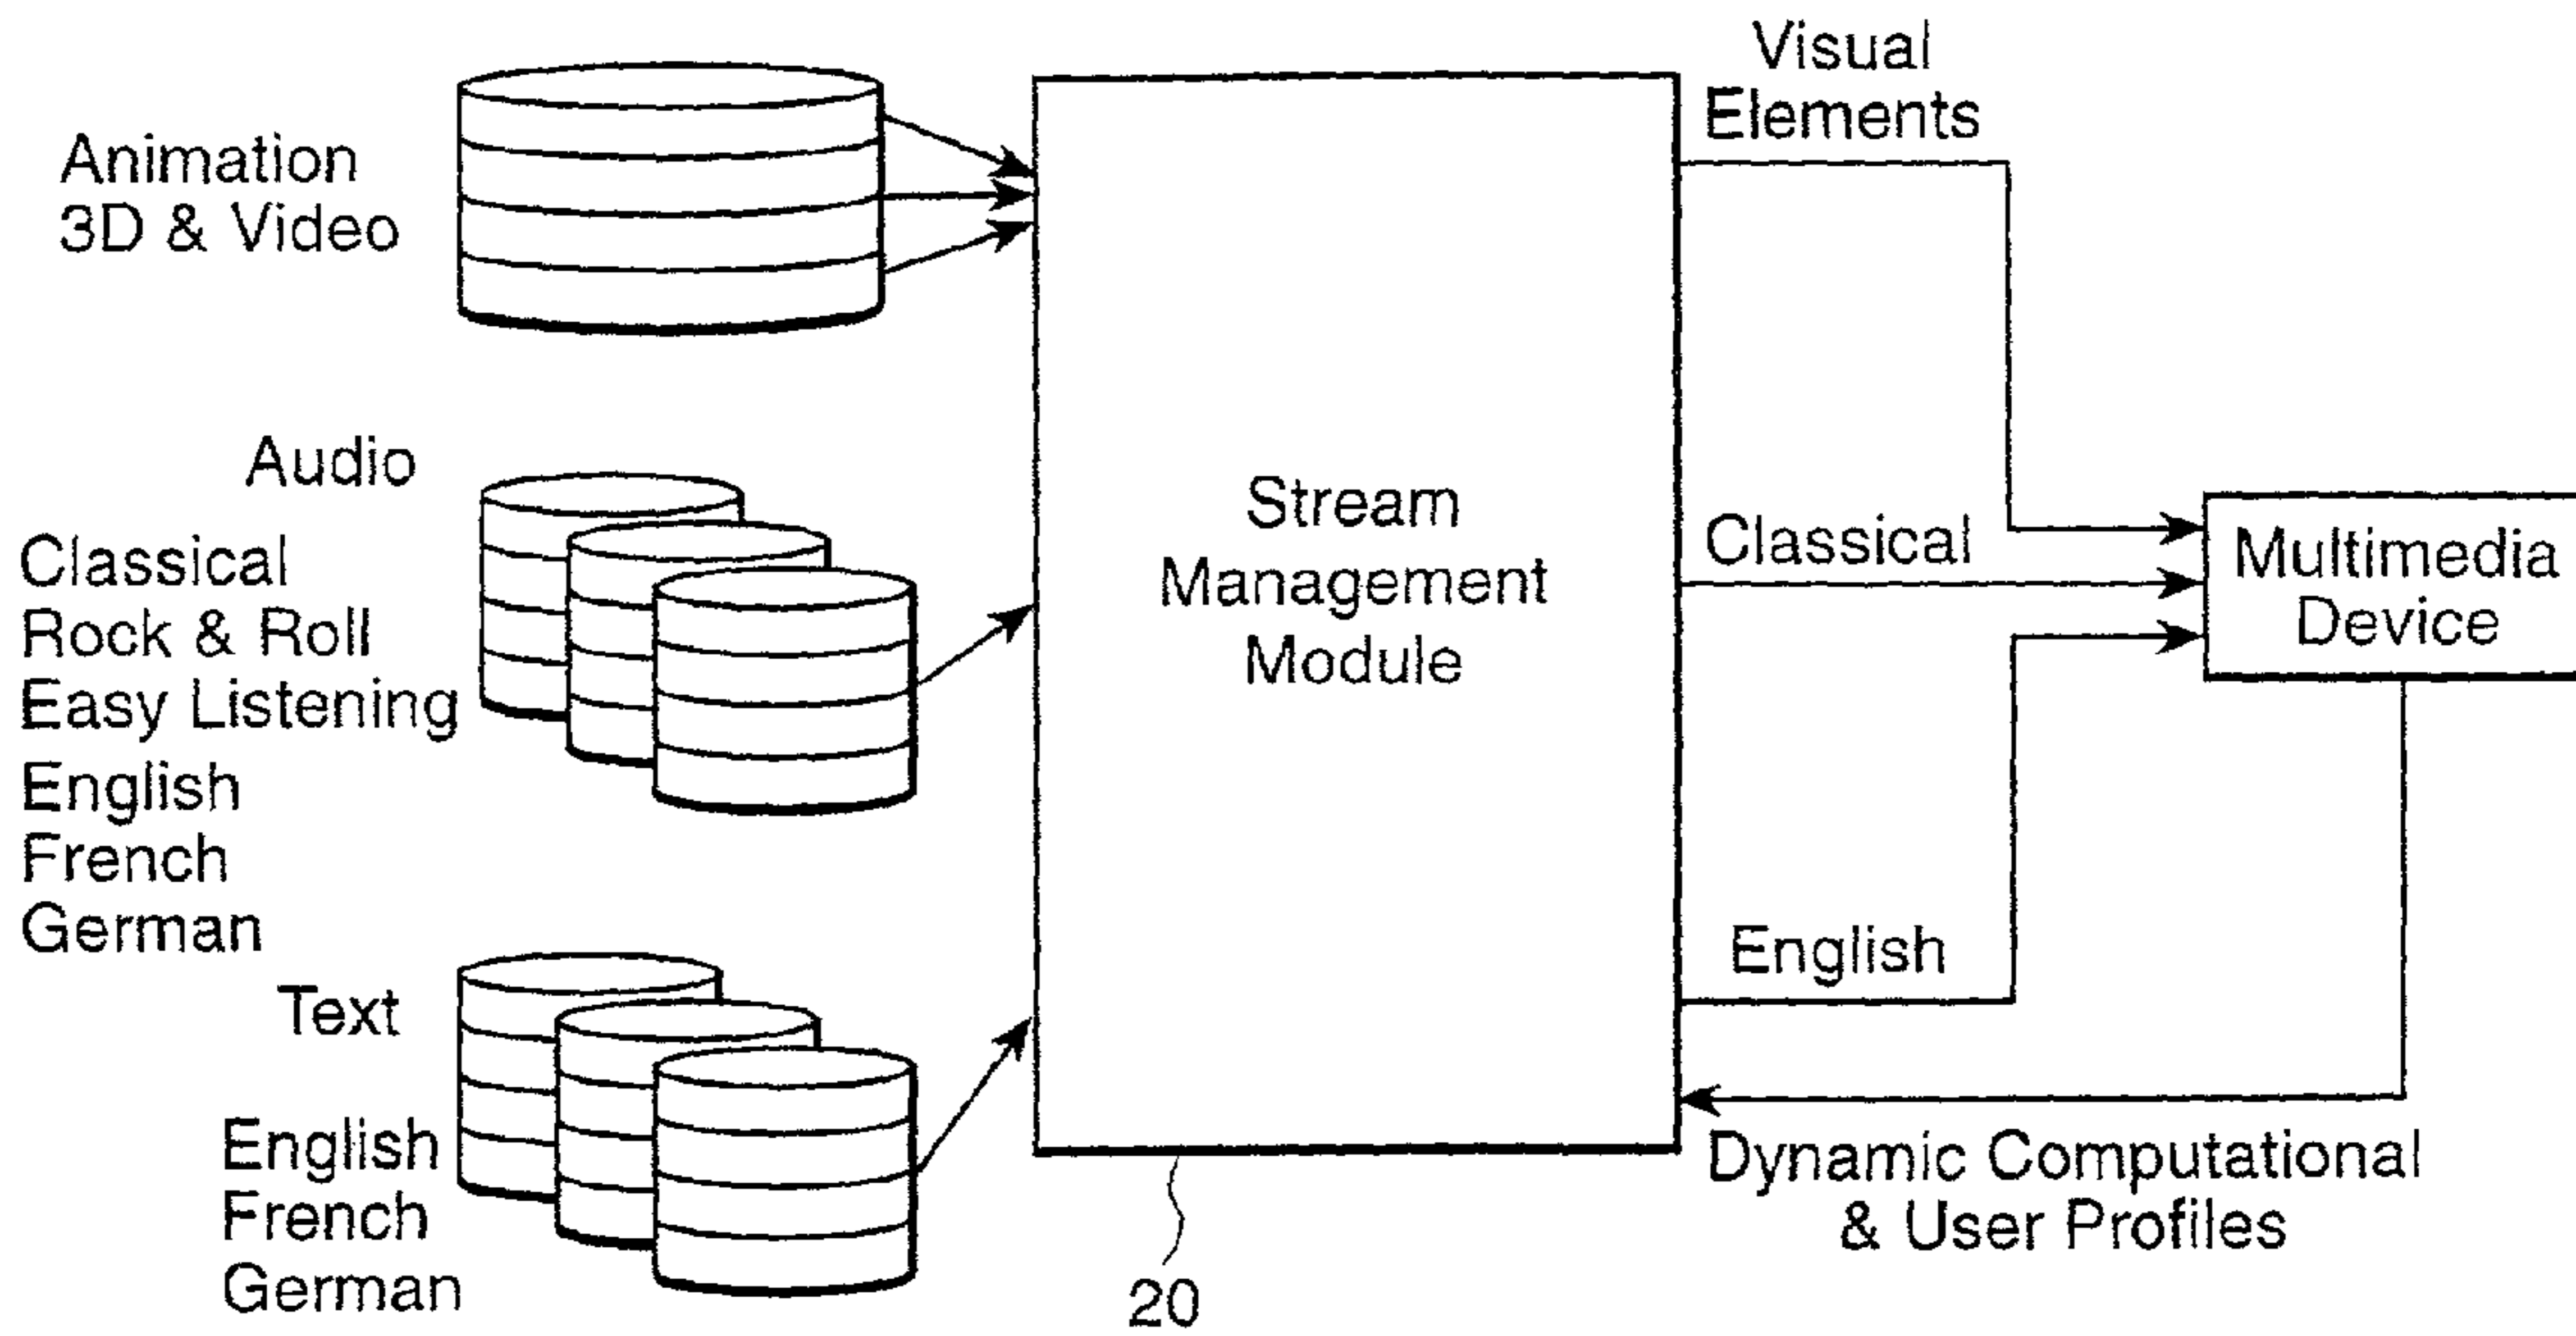 Animation
3D & Video
Audio
Classical
Rock & Roll
Easy Listening
English
French
German
Text
English
French
German
Stream
Management
Module
20
Visual
Elements
Classical
English
Multimedia
Device
Dynamic Computational
& User Profiles